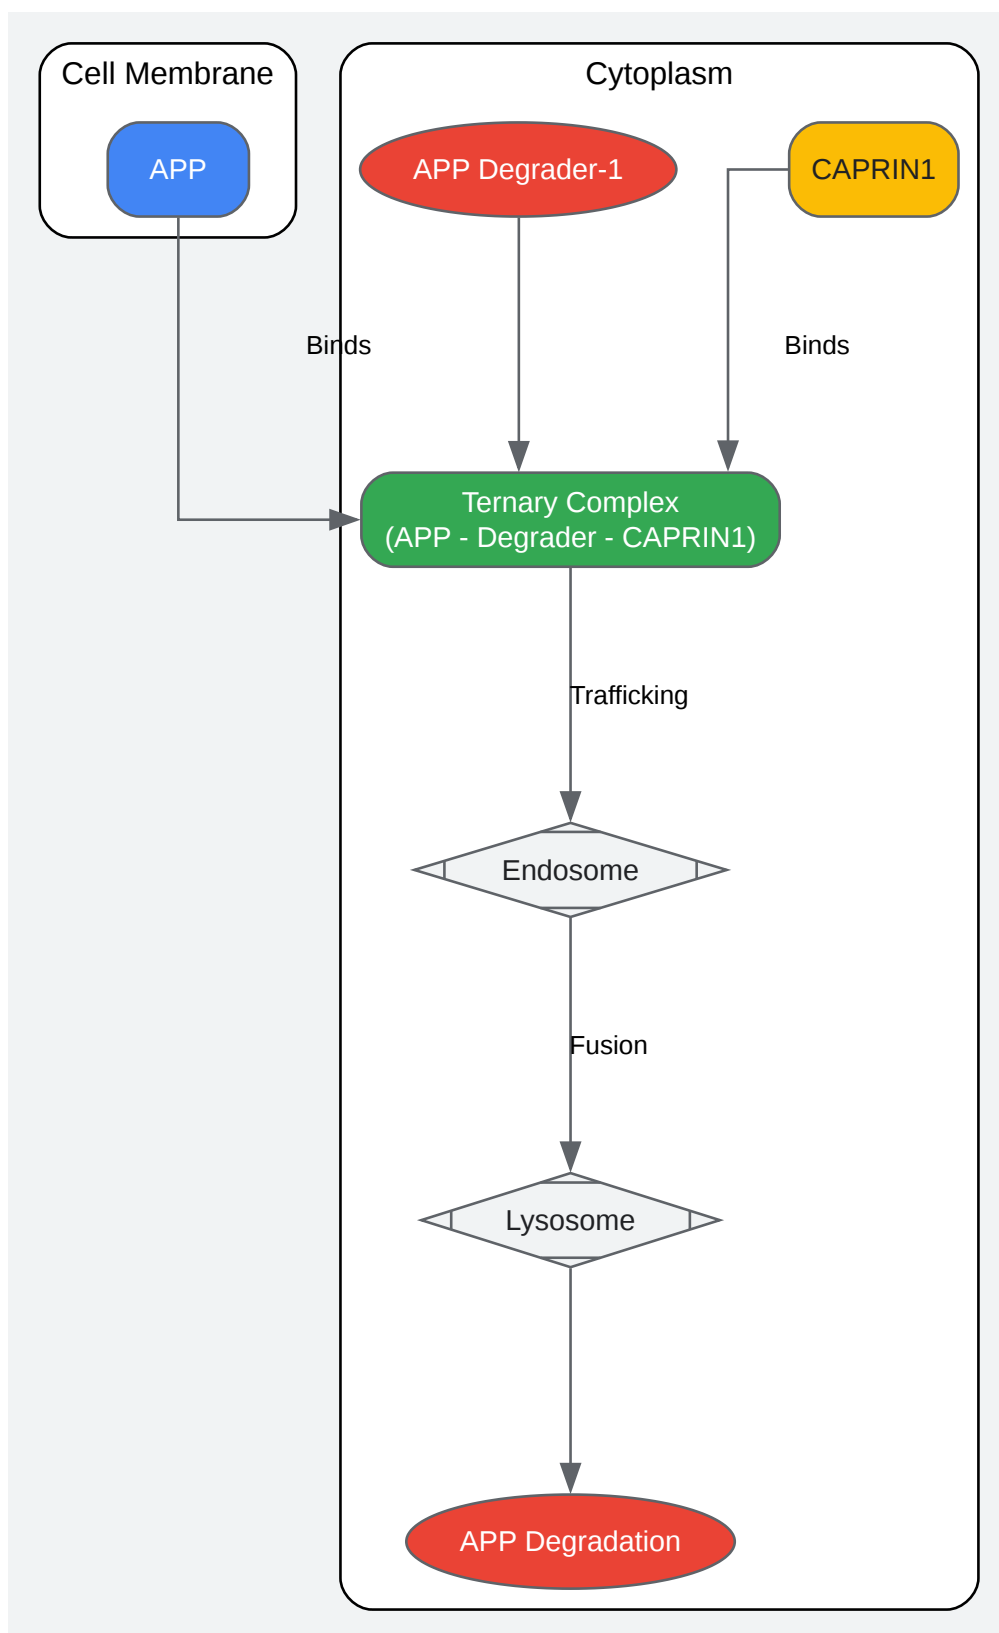 Cell Membrane
Cytoplasm
APP
APP Degrader-1
CAPRIN1
Binds
Binds
Ternary Complex
(APP - Degrader - CAPRIN1)
Trafficking
Endosome
Fusion
Lysosome
APP Degradation